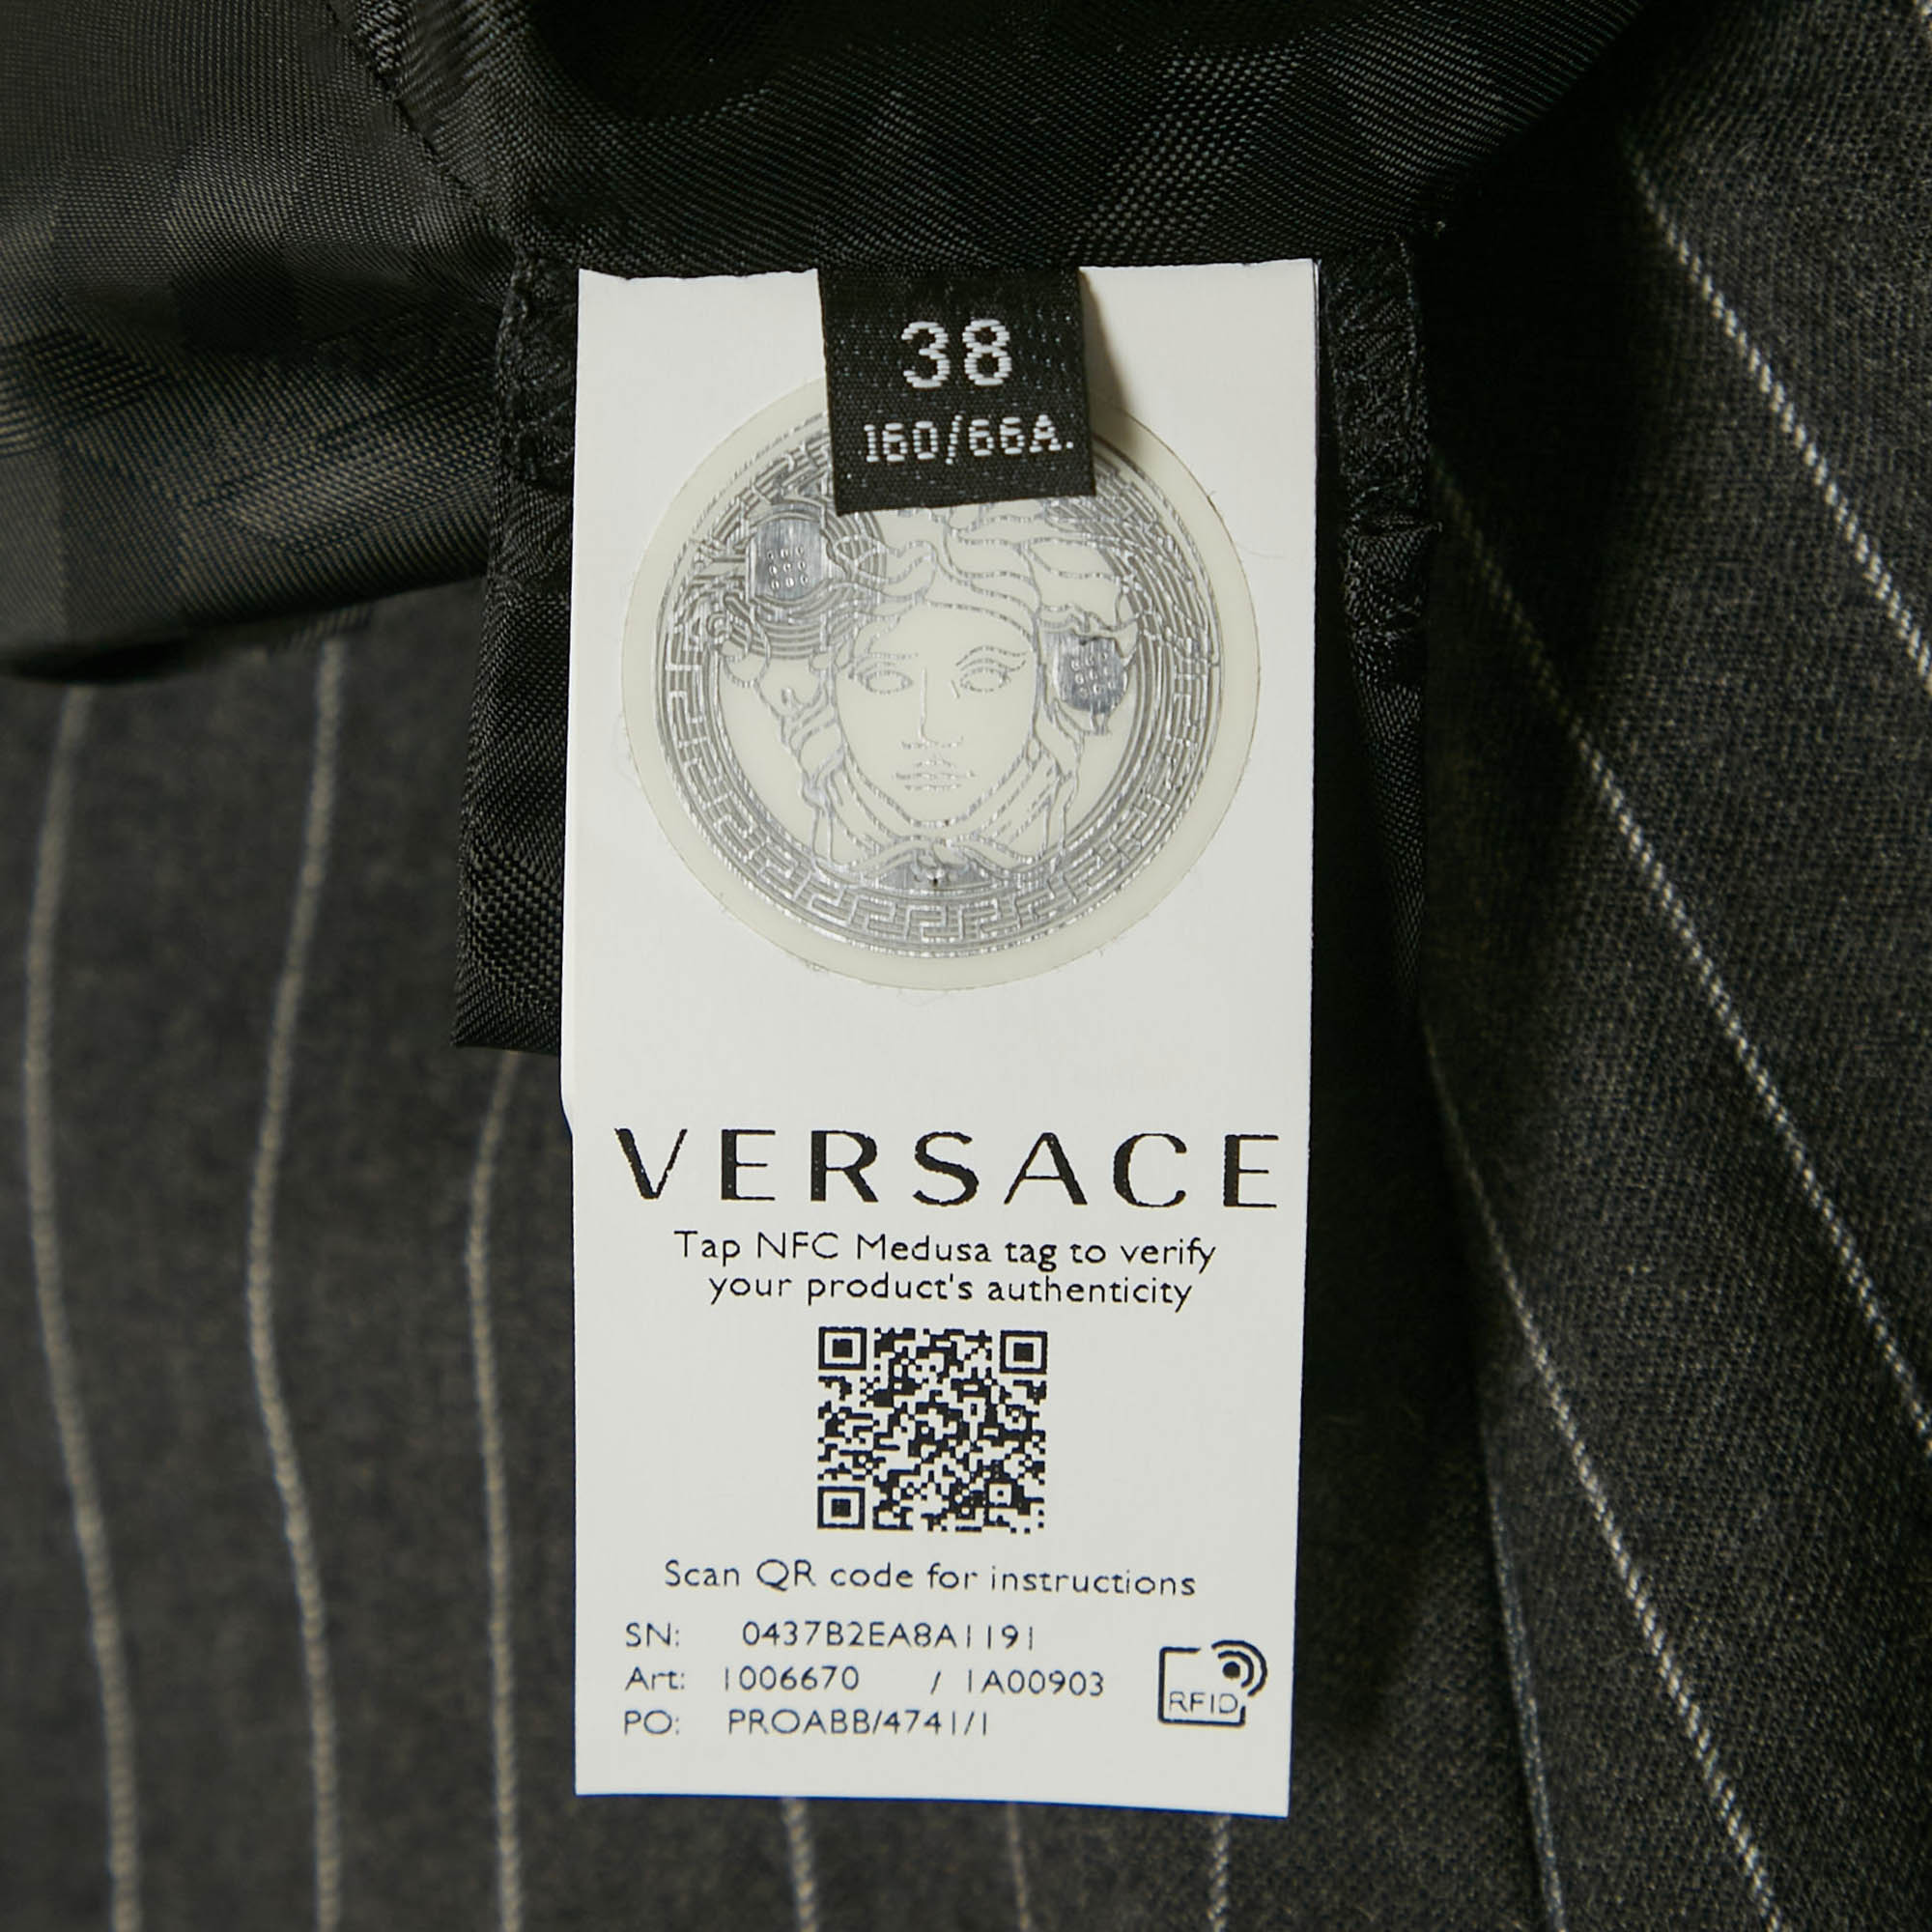 38
160/66A.
VERSACE
Tap NFC Medusa tag to verify
your product's authenticity
Scan QR code for instructions
SN: 0437B2EA8A1191
Art: 1006670 / 1A00903
PO: PROABB/4741/1
RFID